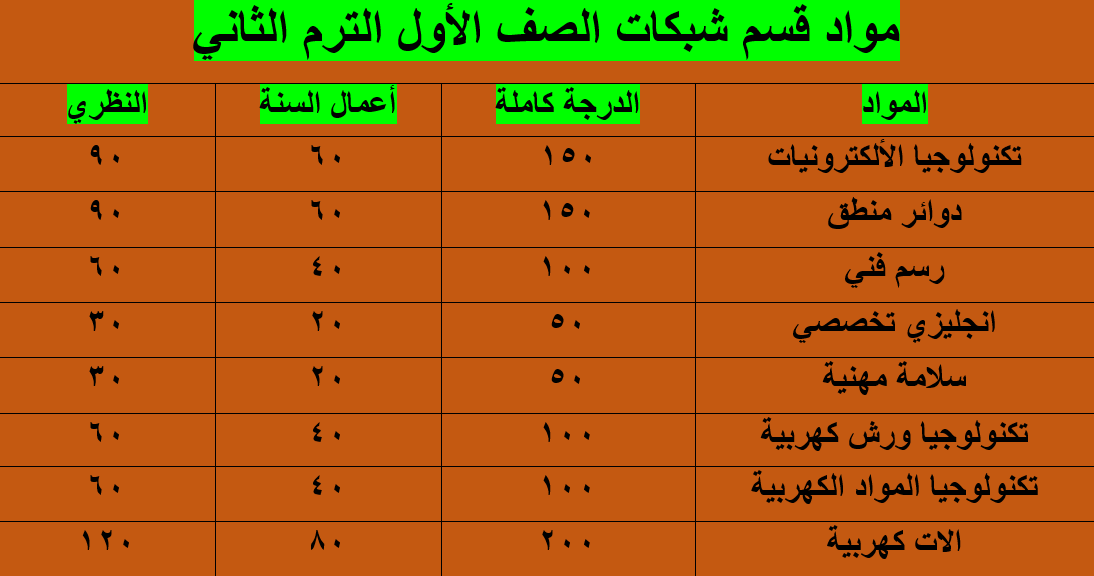 مواد قسم شبكات الصف الأول الترم الثاني
المواد الدرجة كاملة أعمال السنة النظري
تكنولوجيا الألكترونيات ١٥٠ ٦٠ ٩٠
دوائر منطق ١٥٠ ٦٠ ٩٠
رسم فني ١٠٠ ٤٠ ٦٠
انجليزي تخصصي ٥٠ ٢٠ ٣٠
سلامة مهنية ٥٠ ٢٠ ٣٠
تكنولوجيا ورش كهربية ١٠٠ ٤٠ ٦٠
تكنولوجيا المواد الكهربية ١٠٠ ٤٠ ٦٠
الات كهربية ٢٠٠ ٨٠ ١٢٠